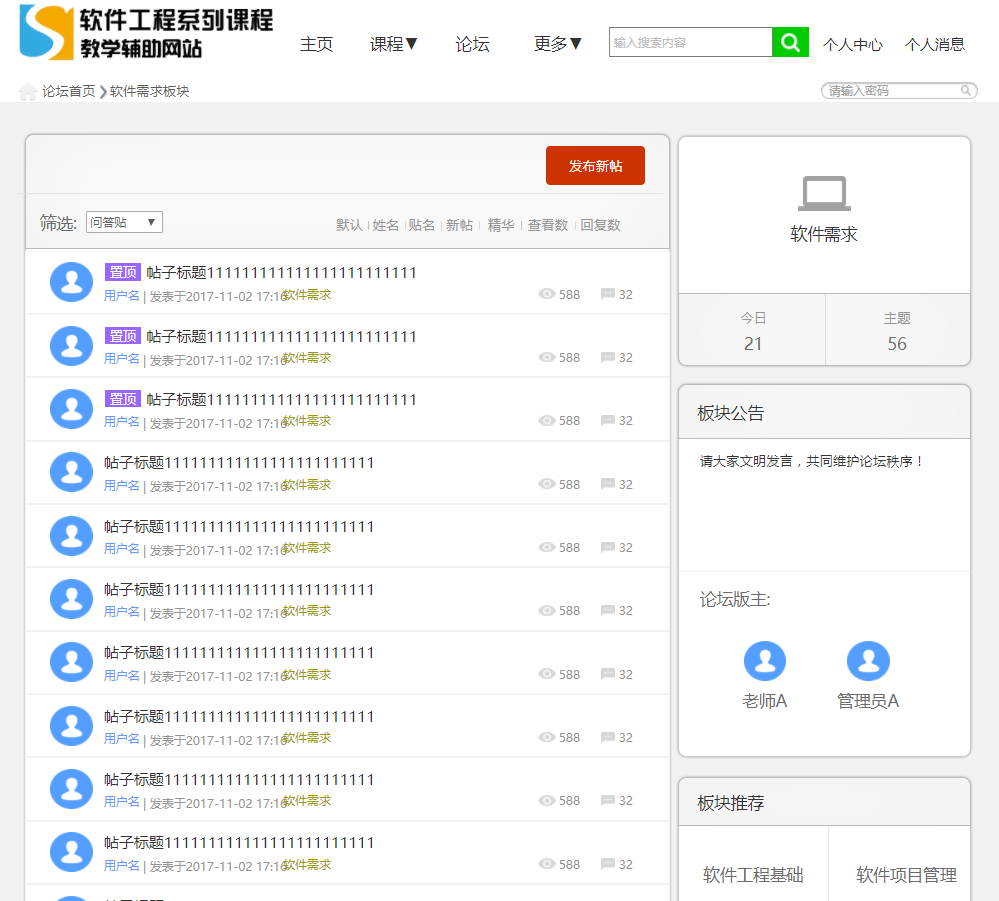 软件工程系列课程
教学辅助网站
主页 课程▼ 论坛 更多▼ 输入搜索内容 个人中心 个人消息
论坛首页 ❯ 软件需求板块 请输入密码
发布新帖
筛选: 问答贴 ▼ 默认 | 姓名 | 贴名 | 新帖 | 精华 | 查看数 | 回复数
置顶 帖子标题1111111111111111111111111
用户名 | 发表于2017-11-02 17:16 软件需求 588 32
置顶 帖子标题1111111111111111111111111
用户名 | 发表于2017-11-02 17:16 软件需求 588 32
置顶 帖子标题1111111111111111111111111
用户名 | 发表于2017-11-02 17:16 软件需求 588 32
帖子标题1111111111111111111111111
用户名 | 发表于2017-11-02 17:16 软件需求 588 32
帖子标题1111111111111111111111111
用户名 | 发表于2017-11-02 17:16 软件需求 588 32
帖子标题1111111111111111111111111
用户名 | 发表于2017-11-02 17:16 软件需求 588 32
帖子标题1111111111111111111111111
用户名 | 发表于2017-11-02 17:16 软件需求 588 32
帖子标题1111111111111111111111111
用户名 | 发表于2017-11-02 17:16 软件需求 588 32
帖子标题1111111111111111111111111
用户名 | 发表于2017-11-02 17:16 软件需求 588 32
帖子标题1111111111111111111111111
用户名 | 发表于2017-11-02 17:16 软件需求 588 32
软件需求
今日 主题
21 56
板块公告
请大家文明发言，共同维护论坛秩序！
论坛版主:
老师A 管理员A
板块推荐
软件工程基础 软件项目管理